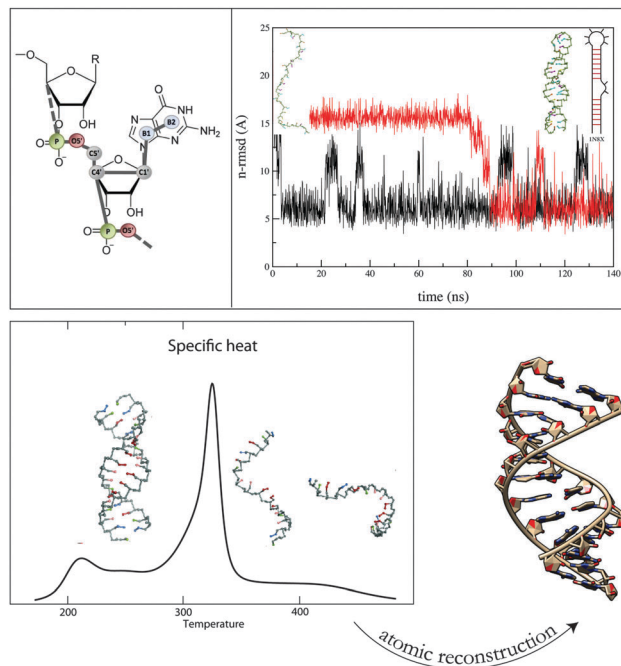 O
R
O
OH
O
N
NH
N
NH₂
N
O=P
O5'
O⁻
C5'
B1
B2
C4'
C1'
O
OH
O=P
O5'
O⁻
n-rmsd (A)
25
20
15
10
5
0
0 20 40 60 80 100 120 140
time (ns)
1N8X
Specific heat
200 300 400
Temperature
atomic reconstruction